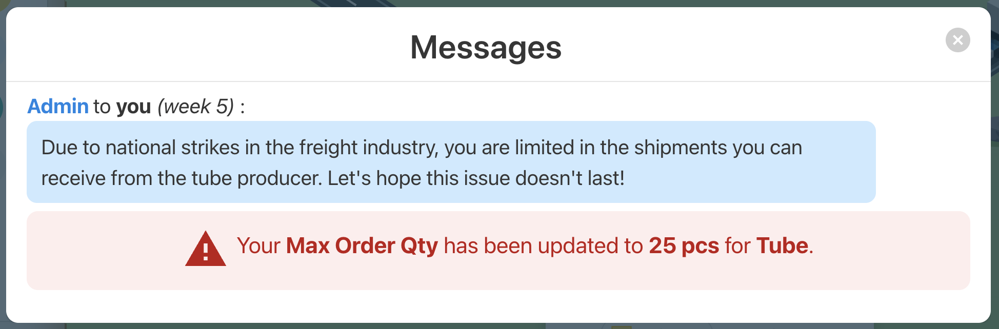 Messages
Admin to you (week 5) :
Due to national strikes in the freight industry, you are limited in the shipments you can
receive from the tube producer. Let's hope this issue doesn't last!
Your Max Order Qty has been updated to 25 pcs for Tube.